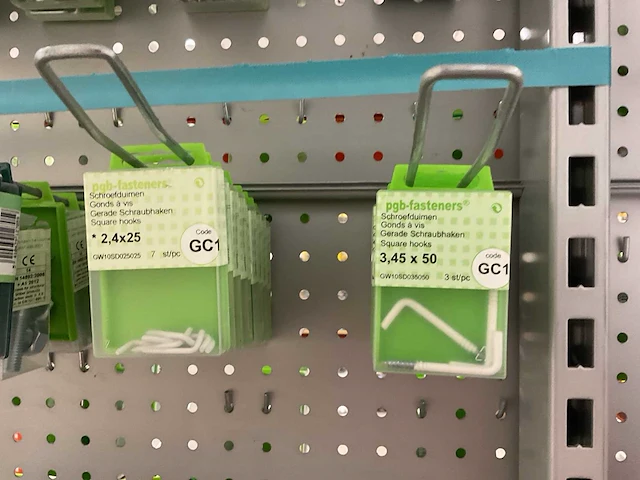 pgb-fasteners®
Schroefduimen
Gonds à vis
Gerade Schraubhaken
Square hooks
* 2,4x25
Code
GC1
GW10SD025025 7 st/pc
pgb-fasteners®
Schroefduimen
Gonds à vis
Gerade Schraubhaken
Square hooks
3,45 x 50
code
GC1
GW10SD035050 3 st/pc